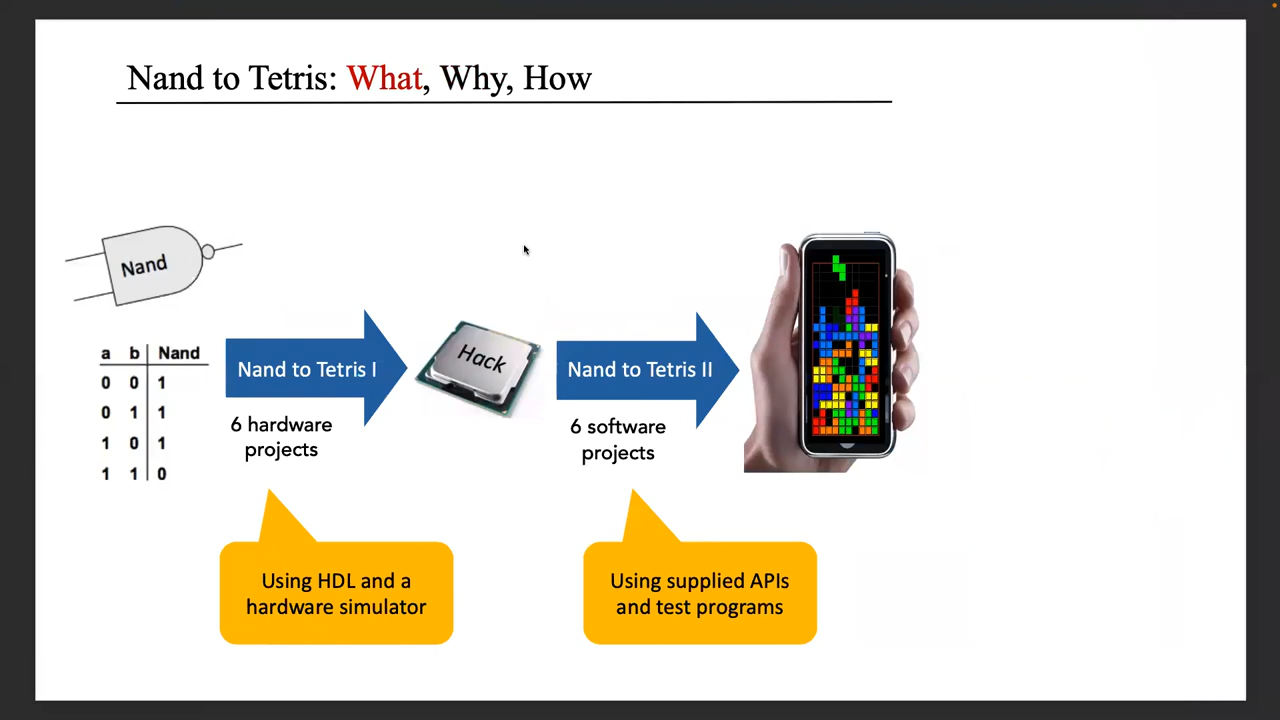 Nand to Tetris: What, Why, How
Nand
a b Nand
0 0 1
0 1 1
1 0 1
1 1 0
Nand to Tetris I
6 hardware
projects
Using HDL and a
hardware simulator
Hack
Nand to Tetris II
6 software
projects
Using supplied APIs
and test programs